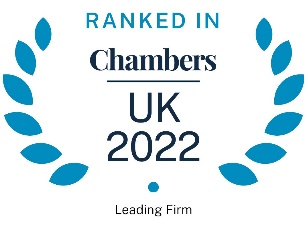 RANKED IN
Chambers
UK
2022
Leading Firm